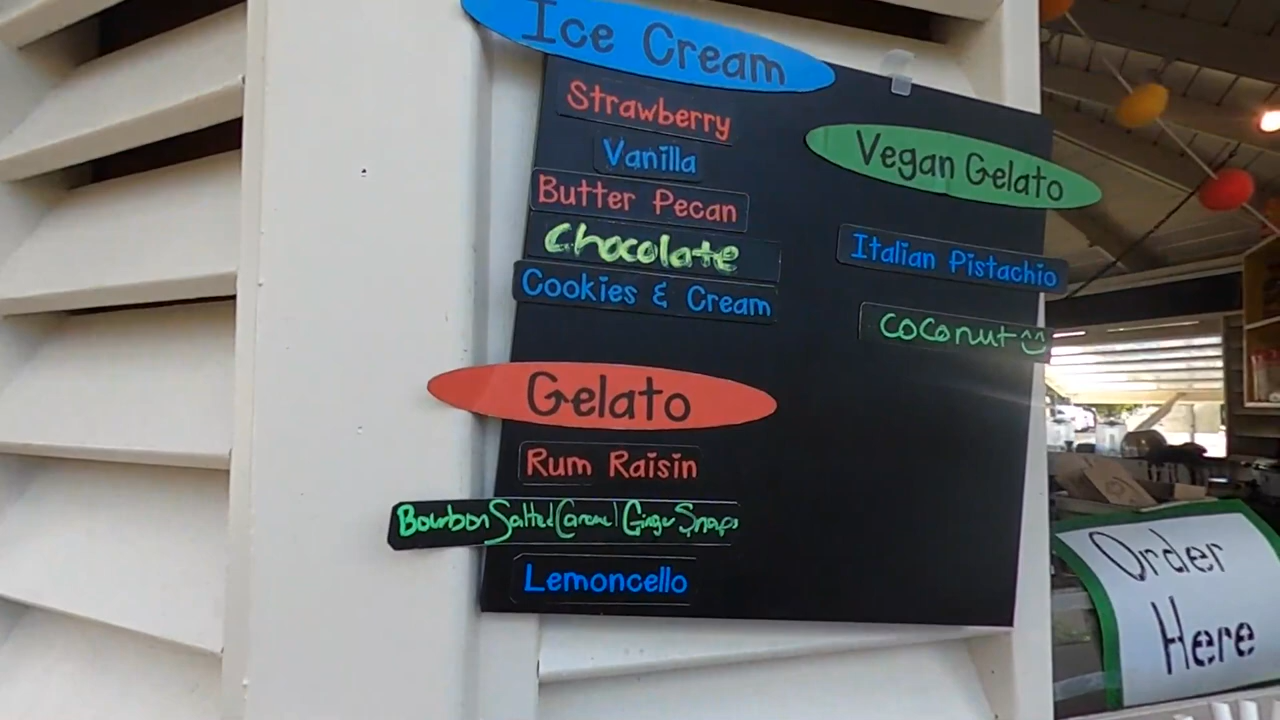 Ice Cream
Strawberry
Vanilla
Butter Pecan
Chocolate
Cookies & Cream
Gelato
Rum Raisin
Bourbon Salted Caramel Ginger Snaps
Lemoncello
Vegan Gelato
Italian Pistachio
coconut
Order
Here